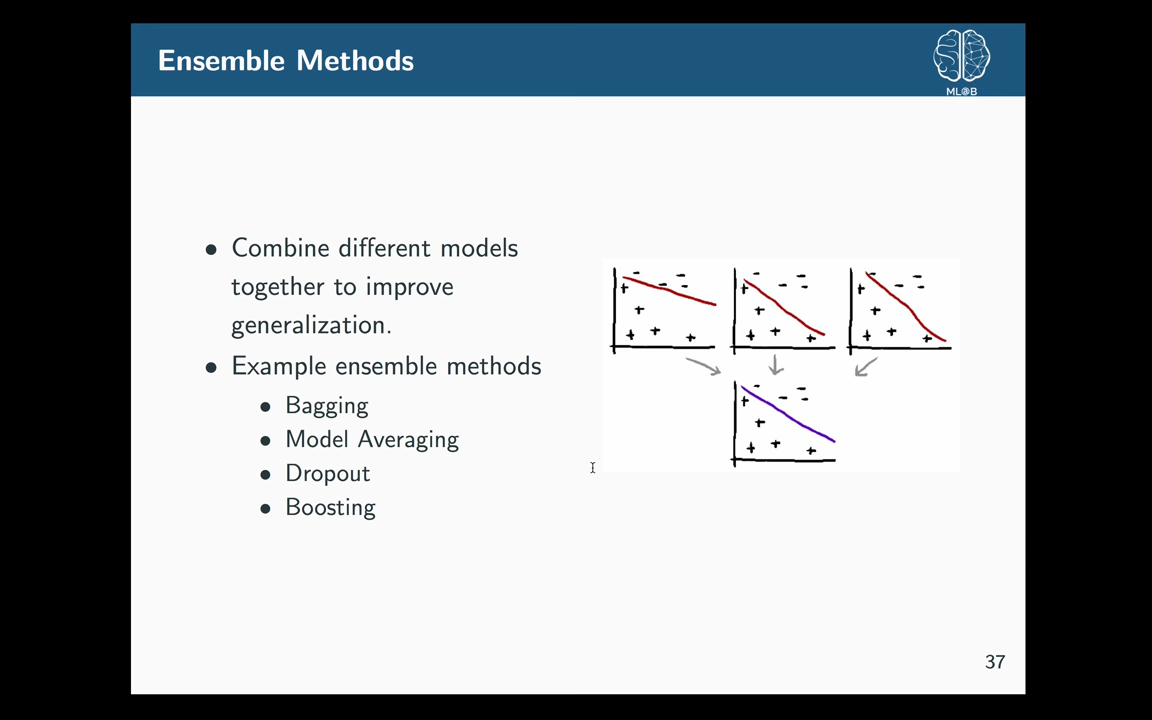 Ensemble Methods
ML@B
• Combine different models
together to improve
generalization.
• Example ensemble methods
• Bagging
• Model Averaging
• Dropout
• Boosting
37